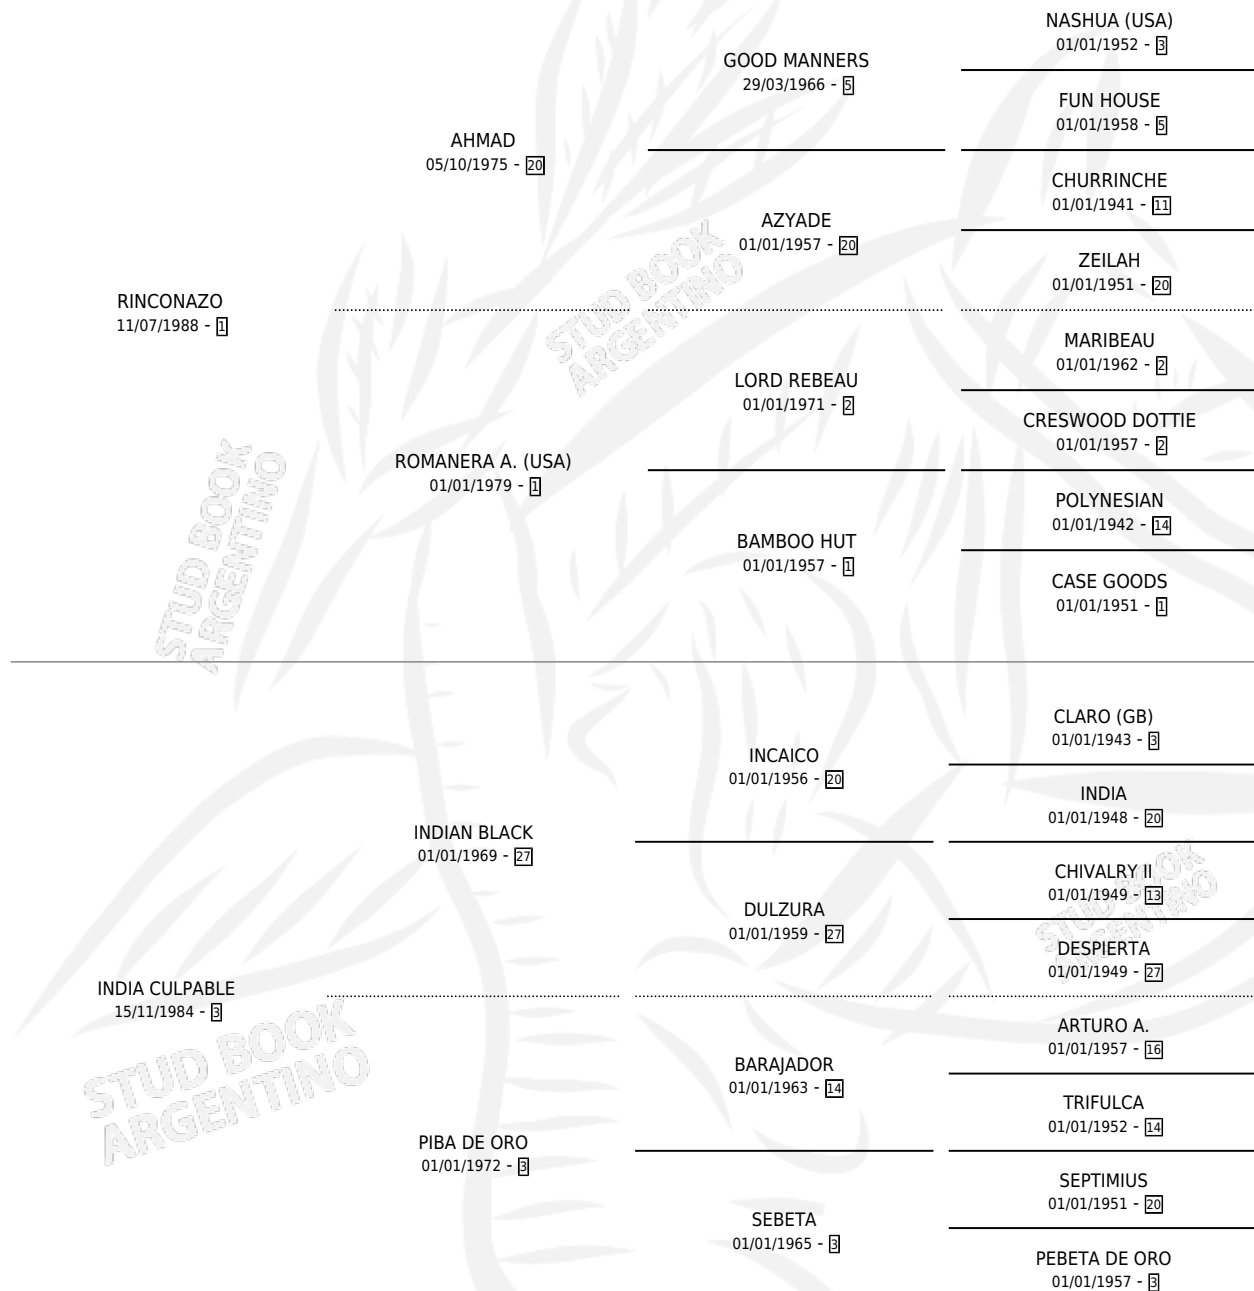 NASHUA (USA)
01/01/1952 - 3
GOOD MANNERS
29/03/1966 - 5
FUN HOUSE
01/01/1958 - 5
AHMAD
05/10/1975 - 20
CHURRINCHE
01/01/1941 - 11
AZYADE
01/01/1957 - 20
ZEILAH
01/01/1951 - 20
STUD BOOK
ARGENTINO
RINCONAZO
11/07/1988 - 1
MARIBEAU
01/01/1962 - 2
LORD REBEAU
01/01/1971 - 2
CRESWOOD DOTTIE
01/01/1957 - 2
ROMANERA A. (USA)
01/01/1979 - 1
POLYNESIAN
01/01/1942 - 14
BAMBOO HUT
01/01/1957 - 1
CASE GOODS
01/01/1951 - 1
STUD BOOK
ARGENTINO
CLARO (GB)
01/01/1943 - 3
INCAICO
01/01/1956 - 20
INDIA
01/01/1948 - 20
INDIAN BLACK
01/01/1969 - 27
CHIVALRY II
01/01/1949 - 13
DULZURA
01/01/1959 - 27
DESPIERTA
01/01/1949 - 27
STUD BOOK
ARGENTINO
INDIA CULPABLE
15/11/1984 - 3
ARTURO A.
01/01/1957 - 16
BARAJADOR
01/01/1963 - 14
TRIFULCA
01/01/1952 - 14
STUD BOOK
ARGENTINO
PIBA DE ORO
01/01/1972 - 3
SEPTIMIUS
01/01/1951 - 20
SEBETA
01/01/1965 - 3
PEBETA DE ORO
01/01/1957 - 3